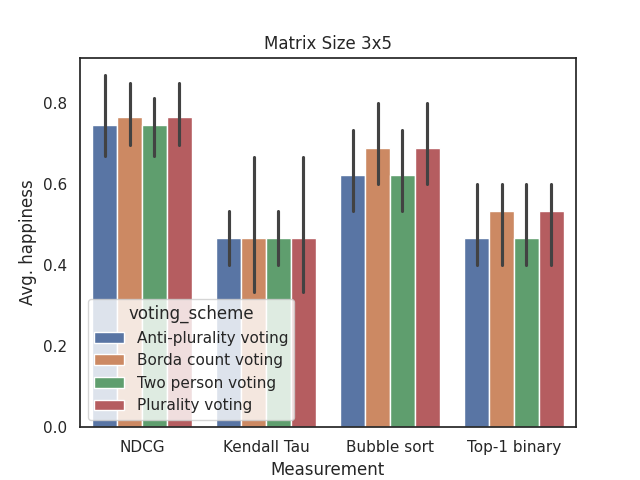 Matrix Size 3x5
Avg. happiness
0.8
0.6
0.4
0.2
0.0
voting_scheme
Anti-plurality voting
Borda count voting
Two person voting
Plurality voting
NDCG Kendall Tau Bubble sort Top-1 binary
Measurement